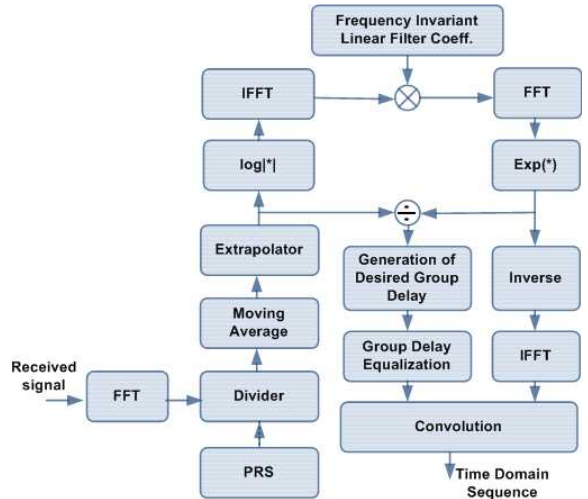 Frequency Invariant
Linear Filter Coeff.
IFFT
FFT
log|*|
Exp(*)
÷
Extrapolator
Generation of
Desired Group
Delay
Inverse
Moving
Average
Group Delay
Equalization
IFFT
Received
signal
FFT
Divider
Convolution
PRS
Time Domain
Sequence